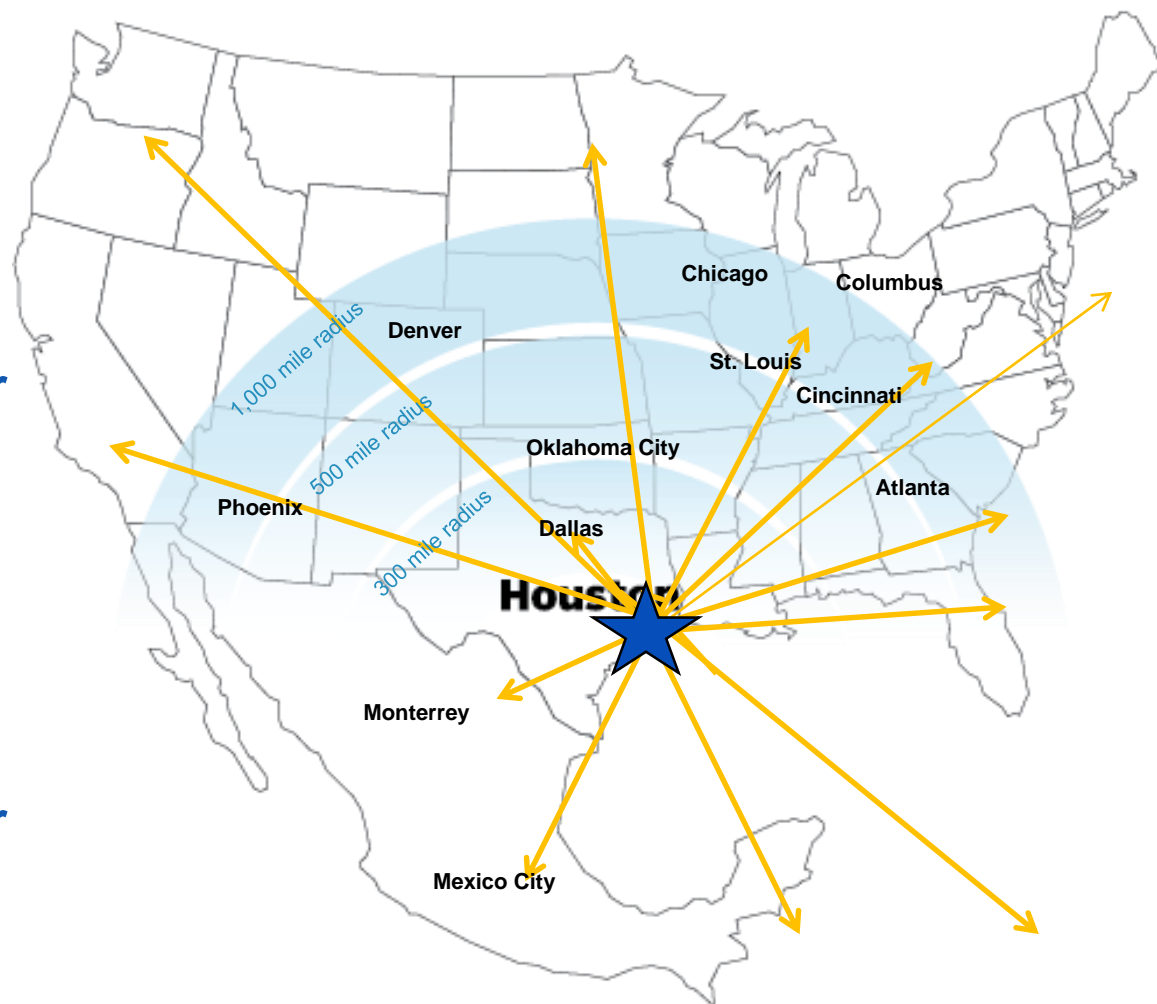 Chicago
Columbus
Denver
1,000 mile radius
St. Louis
Cincinnati
500 mile radius
Oklahoma City
Atlanta
Phoenix
300 mile radius
Dallas
Houston
Monterrey
Mexico City